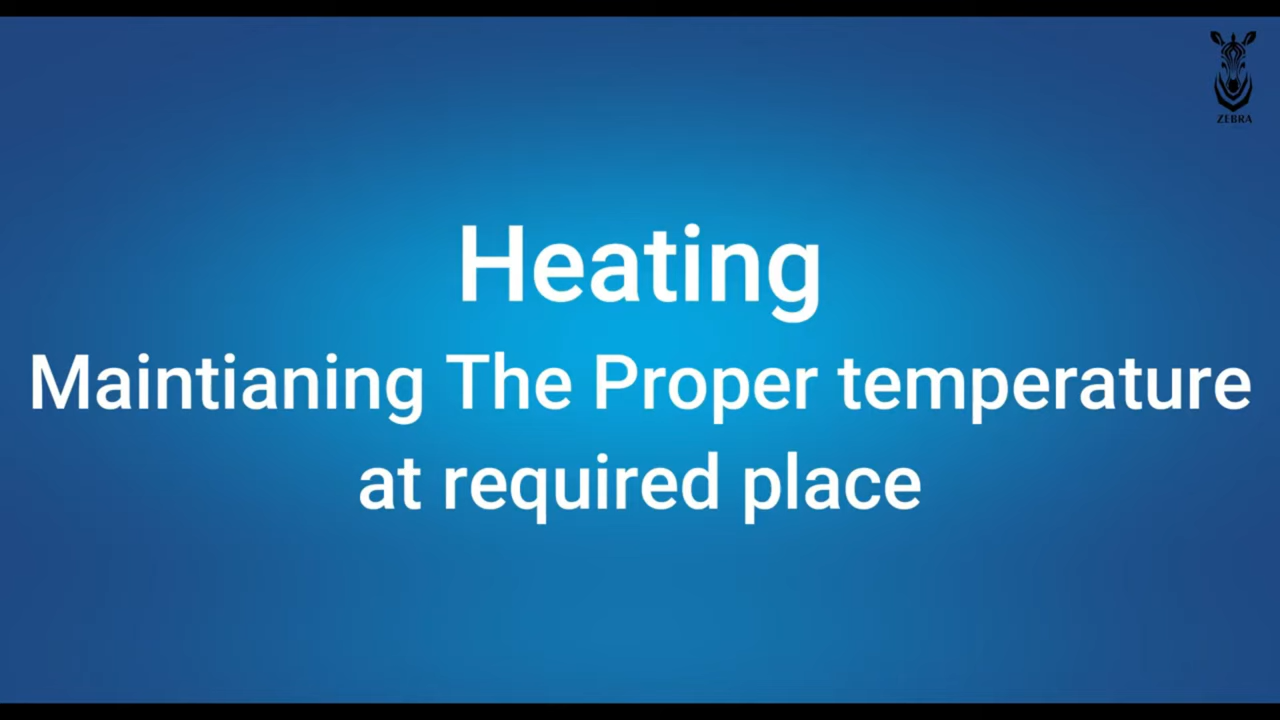 ZEBRA
Heating
Maintianing The Proper temperature
at required place